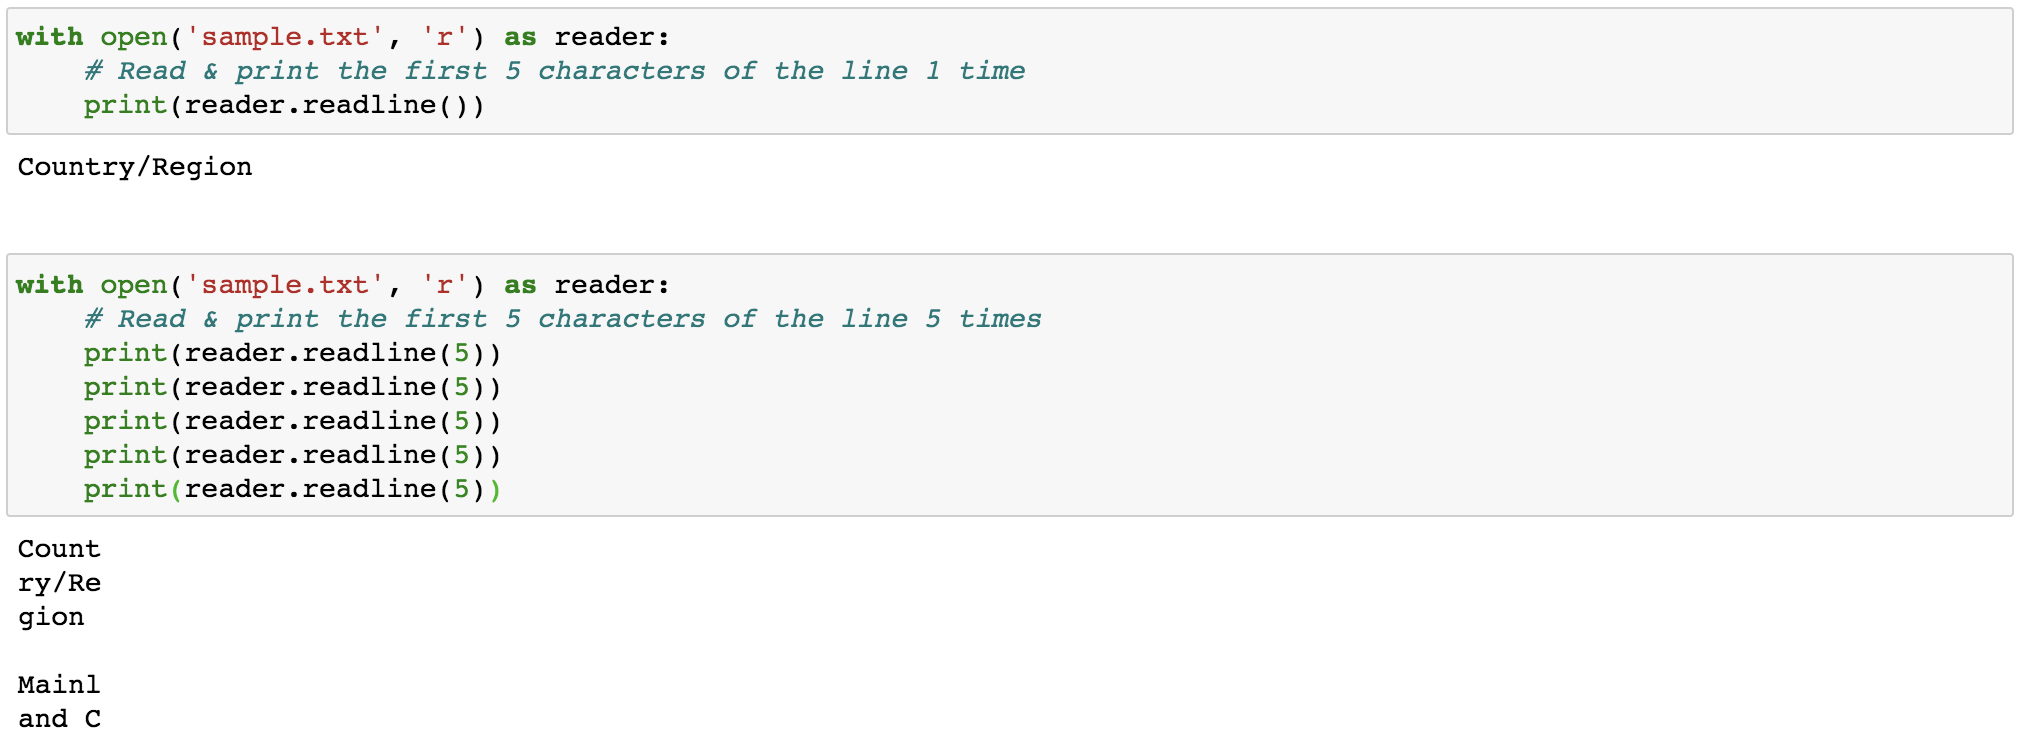 with open('sample.txt', 'r') as reader:
    # Read & print the first 5 characters of the line 1 time
    print(reader.readline())
Country/Region
with open('sample.txt', 'r') as reader:
    # Read & print the first 5 characters of the line 5 times
    print(reader.readline(5))
    print(reader.readline(5))
    print(reader.readline(5))
    print(reader.readline(5))
    print(reader.readline(5))
Count
ry/Re
gion
Mainl
and C